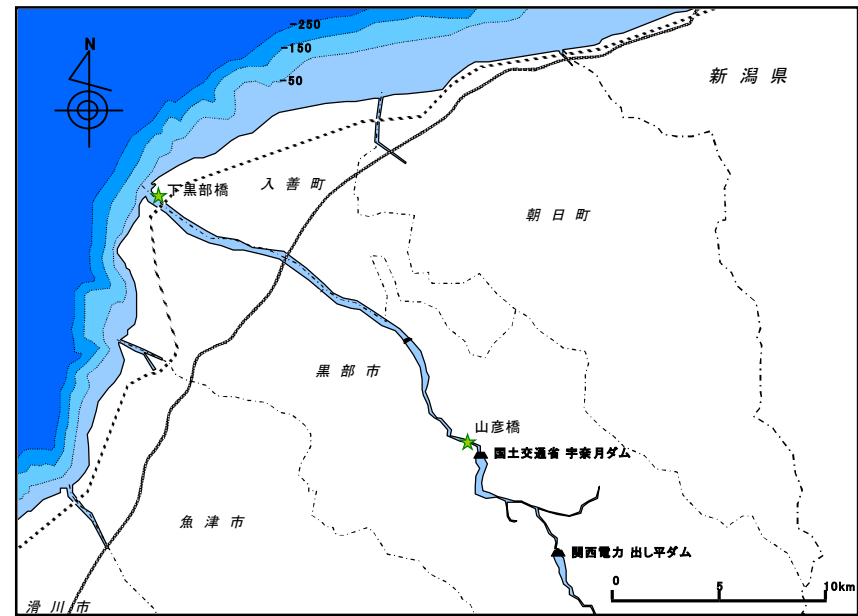 -250
-150
-50
N
新潟県
下黒部橋
入善町
朝日町
黒部市
山彦橋
国土交通省 宇奈月ダム
魚津市
関西電力 出し平ダム
滑川市
0 5 10km